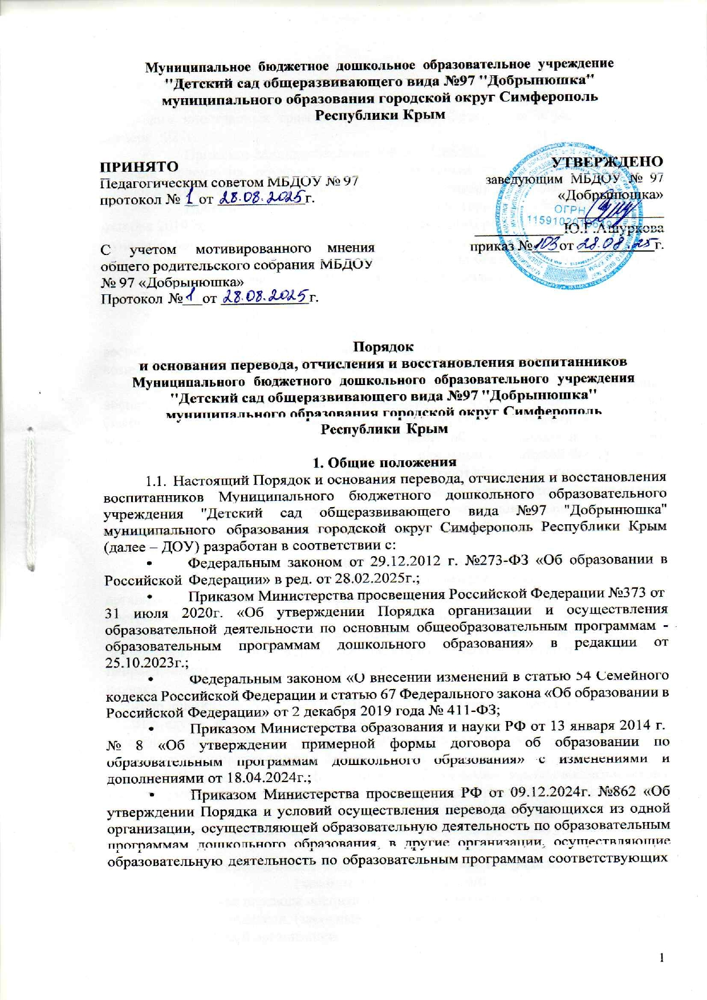 Муниципальное бюджетное дошкольное образовательное учреждение
"Детский сад общеразвивающего вида №97 "Добрынюшка"
муниципального образования городской округ Симферополь
Республики Крым
ПРИНЯТО
Педагогическим советом МБДОУ № 97
протокол № 1 от 28.08.2025г.
С учетом мотивированного мнения
общего родительского собрания МБДОУ
№ 97 «Добрынюшка»
Протокол №1 от 28.08.2025г.
УТВЕРЖДЕНО
заведующим МБДОУ № 97
«Добрынюшка»
Ю.Г.Ашуркова
приказ №103 от 28.08.25г.
ОГРН
Порядок
и основания перевода, отчисления и восстановления воспитанников
Муниципального бюджетного дошкольного образовательного учреждения
"Детский сад общеразвивающего вида №97 "Добрынюшка"
муниципального образования городской округ Симферополь
Республики Крым
1. Общие положения
1.1. Настоящий Порядок и основания перевода, отчисления и восстановления
воспитанников Муниципального бюджетного дошкольного образовательного
учреждения "Детский сад общеразвивающего вида №97 "Добрынюшка"
муниципального образования городской округ Симферополь Республики Крым
(далее – ДОУ) разработан в соответствии с:
• Федеральным законом от 29.12.2012 г. №273-ФЗ «Об образовании в
Российской Федерации» в ред. от 28.02.2025г.;
• Приказом Министерства просвещения Российской Федерации №373 от
31 июля 2020г. «Об утверждении Порядка организации и осуществления
образовательной деятельности по основным общеобразовательным программам -
образовательным программам дошкольного образования» в редакции от
25.10.2023г.;
• Федеральным законом «О внесении изменений в статью 54 Семейного
кодекса Российской Федерации и статью 67 Федерального закона «Об образовании в
Российской Федерации» от 2 декабря 2019 года № 411-ФЗ;
• Приказом Министерства образования и науки РФ от 13 января 2014 г.
№ 8 «Об утверждении примерной формы договора об образовании по
образовательным программам дошкольного образования» с изменениями и
дополнениями от 18.04.2024г.;
• Приказом Министерства просвещения РФ от 09.12.2024г. №862 «Об
утверждении Порядка и условий осуществления перевода обучающихся из одной
организации, осуществляющей образовательную деятельность по образовательным
программам дошкольного образования, в другие организации, осуществляющие
образовательную деятельность по образовательным программам соответствующих
1